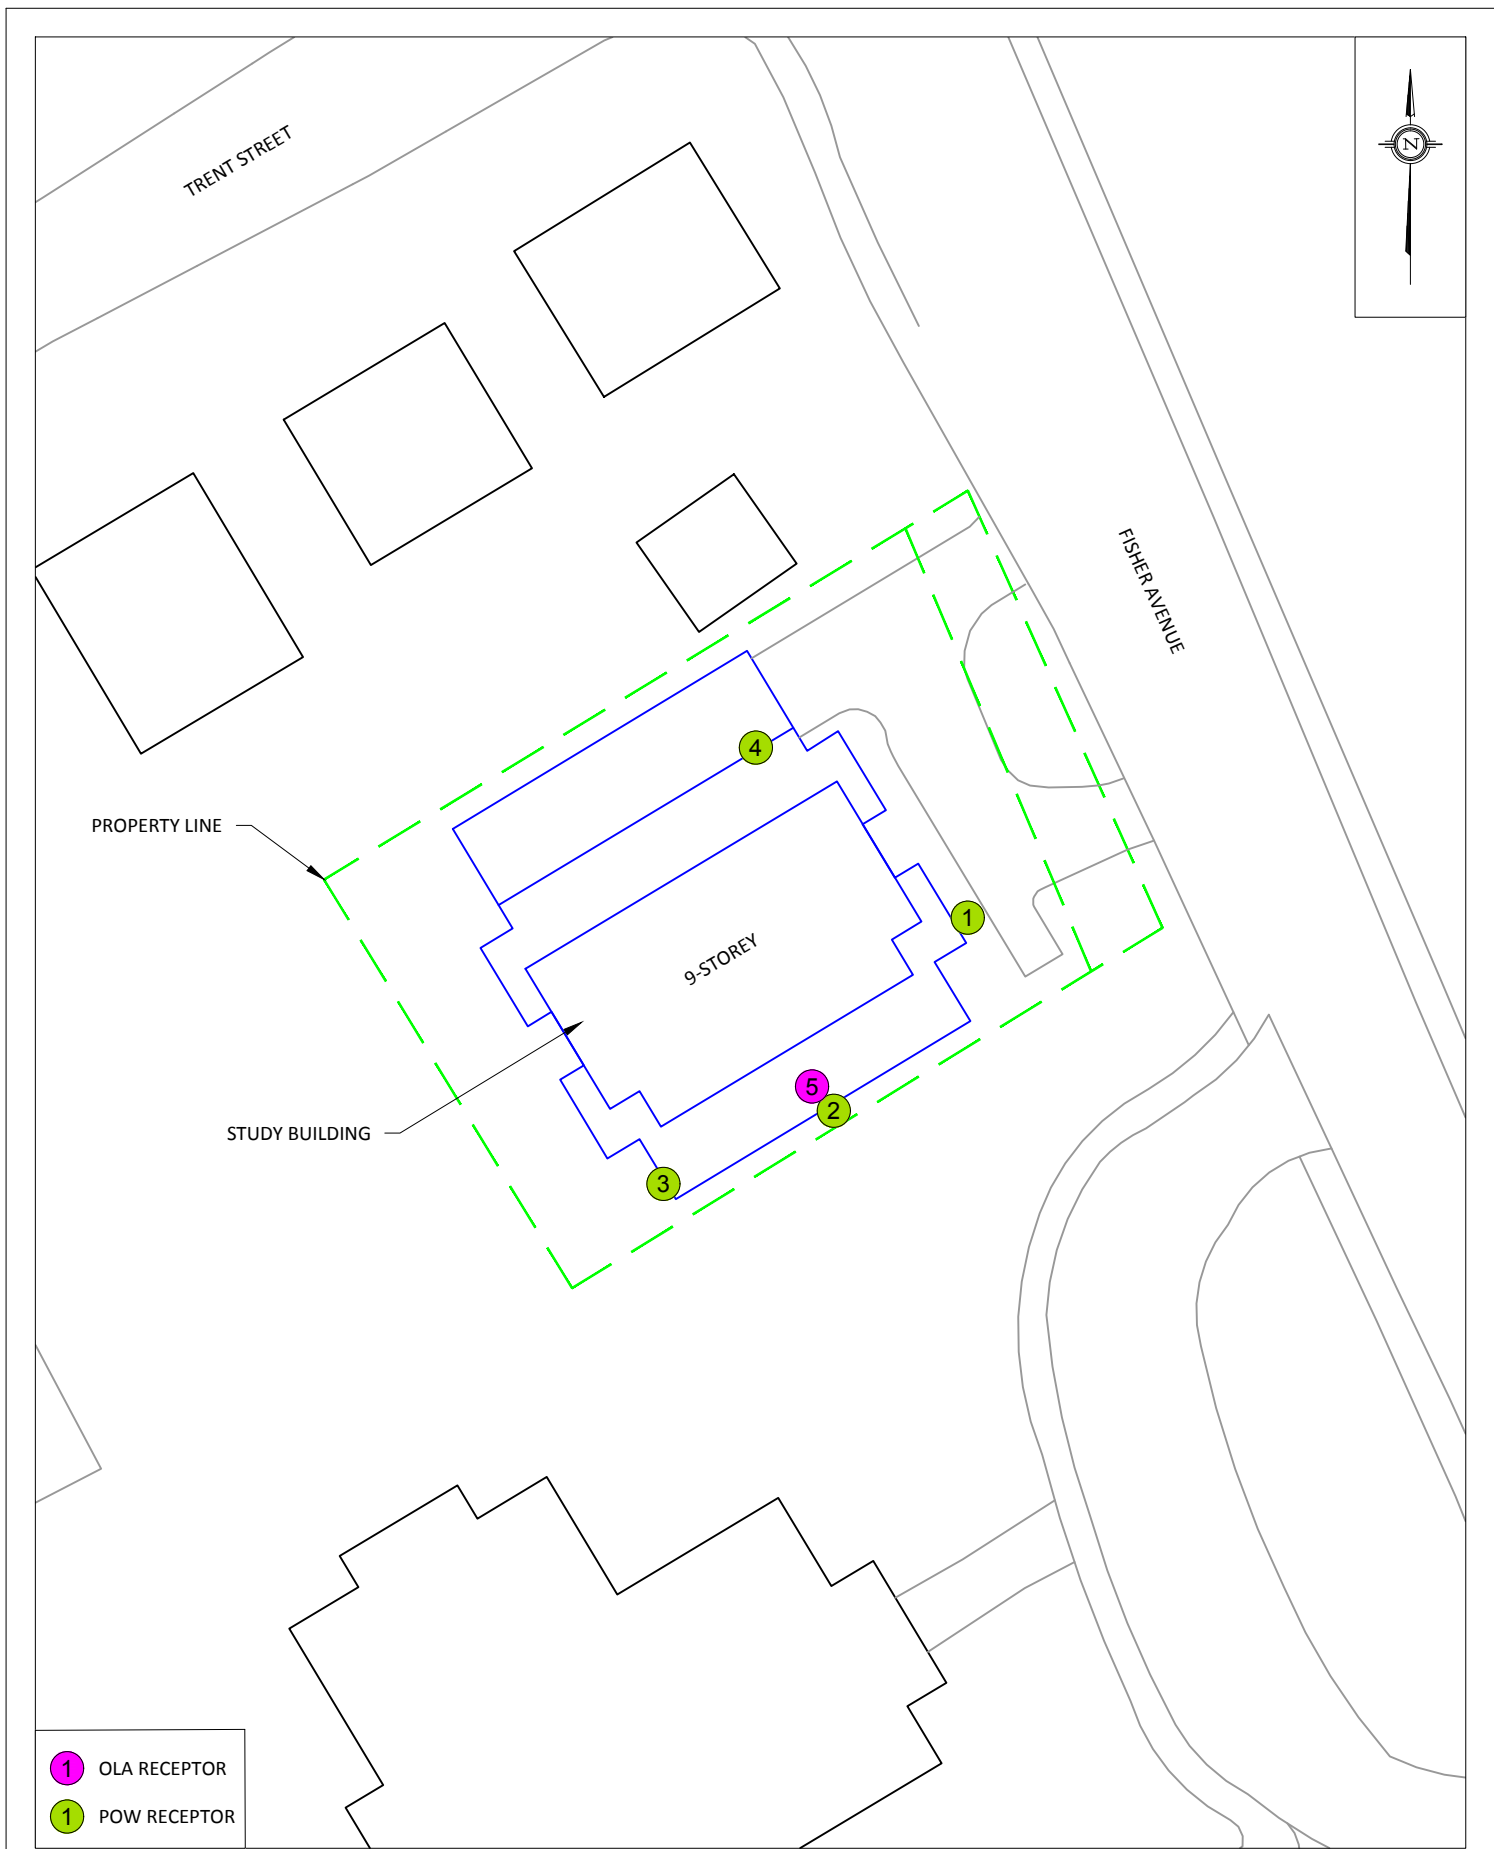 TRENT STREET
N
FISHER AVENUE
4
PROPERTY LINE
1
9-STOREY
5
2
STUDY BUILDING
3
1 OLA RECEPTOR
1 POW RECEPTOR